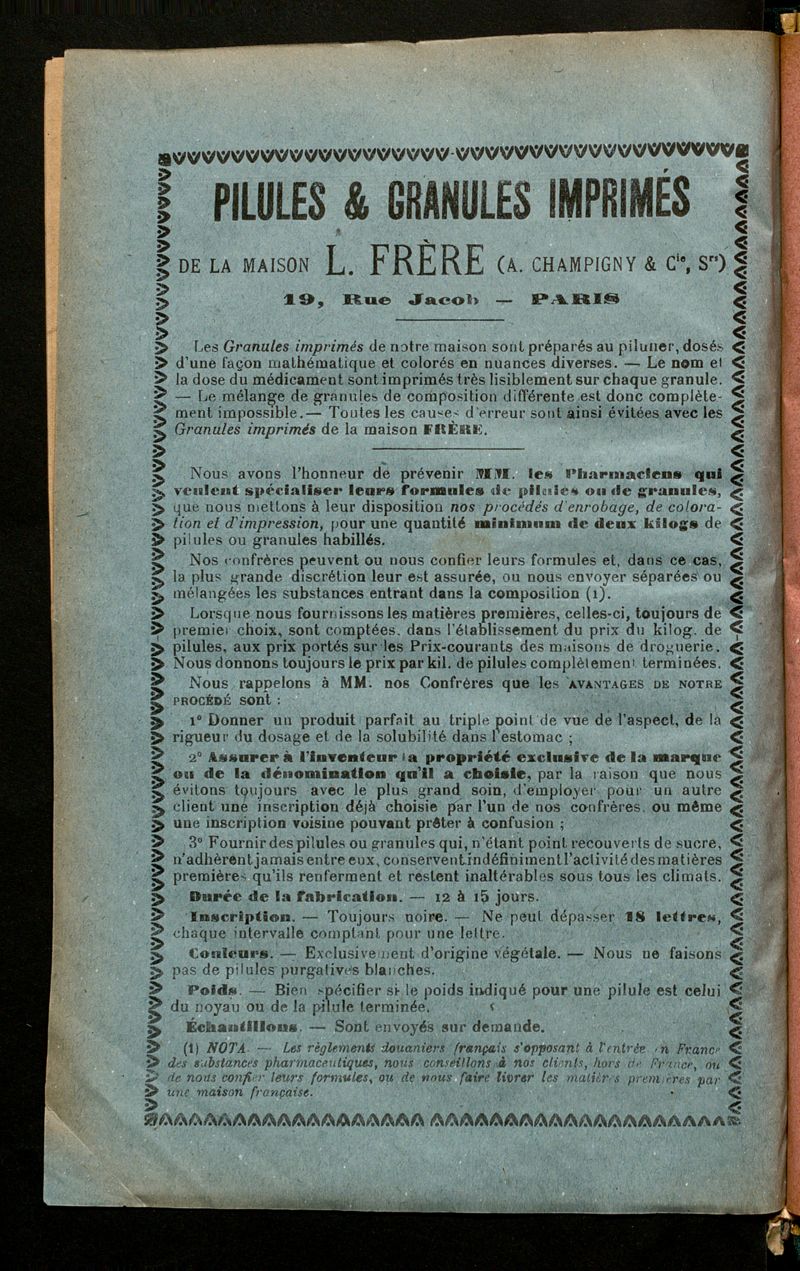 PILULES & GRANULES IMPRIMÉS
DE LA MAISON L. FRÈRE (A. CHAMPIGNY & Cie, Srs)
19, Rue Jacob — PARIS
Les Granules imprimés de notre maison sont préparés au pilulier, dosés
d'une façon mathématique et colorés en nuances diverses. — Le nom et
la dose du médicament sont imprimés très lisiblement sur chaque granule.
— Le mélange de granules de composition différente est donc complète-
ment impossible. — Toutes les causes d'erreur sont ainsi évitées avec les
Granules imprimés de la maison FRÈRE.
Nous avons l'honneur de prévenir MM. les Pharmaciens qui
veulent spécialiser leurs formules de pilules ou de granules,
que nous mettons à leur disposition nos procédés d'enrobage, de colora-
tion et d'impression, pour une quantité minimum de deux kilogs de
pilules ou granules habillés.
Nos confrères peuvent ou nous confier leurs formules et, dans ce cas,
la plus grande discrétion leur est assurée, ou nous envoyer séparées ou
mélangées les substances entrant dans la composition (1).
Lorsque nous fournissons les matières premières, celles-ci, toujours de
premier choix, sont comptées, dans l'établissement du prix du kilog. de
pilules, aux prix portés sur les Prix-courants des maisons de droguerie.
Nous donnons toujours le prix par kil. de pilules complètement terminées.
Nous rappelons à MM. nos Confrères que les AVANTAGES DE NOTRE
PROCÉDÉ sont :
1° Donner un produit parfait au triple point de vue de l'aspect, de la
rigueur du dosage et de la solubilité dans l'estomac ;
2° Assurer à l'inventeur la propriété exclusive de la marque
ou de la dénomination qu'il a choisie, par la raison que nous
évitons toujours avec le plus grand soin, d'employer pour un autre
client une inscription déjà choisie par l'un de nos confrères, ou même
une inscription voisine pouvant prêter à confusion ;
3° Fournir des pilules ou granules qui, n'étant point recouverts de sucre,
n'adhèrent jamais entre eux, conservent indéfiniment l'activité des matières
premières qu'ils renferment et restent inaltérables sous tous les climats.
Durée de la fabrication. — 12 à 15 jours.
Inscription. — Toujours noire. — Ne peut dépasser 18 lettres,
chaque intervalle comptant pour une lettre.
Couleurs. — Exclusivement d'origine végétale. — Nous ne faisons
pas de pilules purgatives blanches.
Poids. — Bien spécifier si le poids indiqué pour une pilule est celui
du noyau ou de la pilule terminée.
Échantillons. — Sont envoyés sur demande.
(1) NOTA — Les règlements douaniers français s'opposant à l'entrée en France
des substances pharmaceutiques, nous conseillons à nos clients, hors de France, ou
de nous confier leurs formules, ou de nous faire livrer les matières premières par
une maison française.